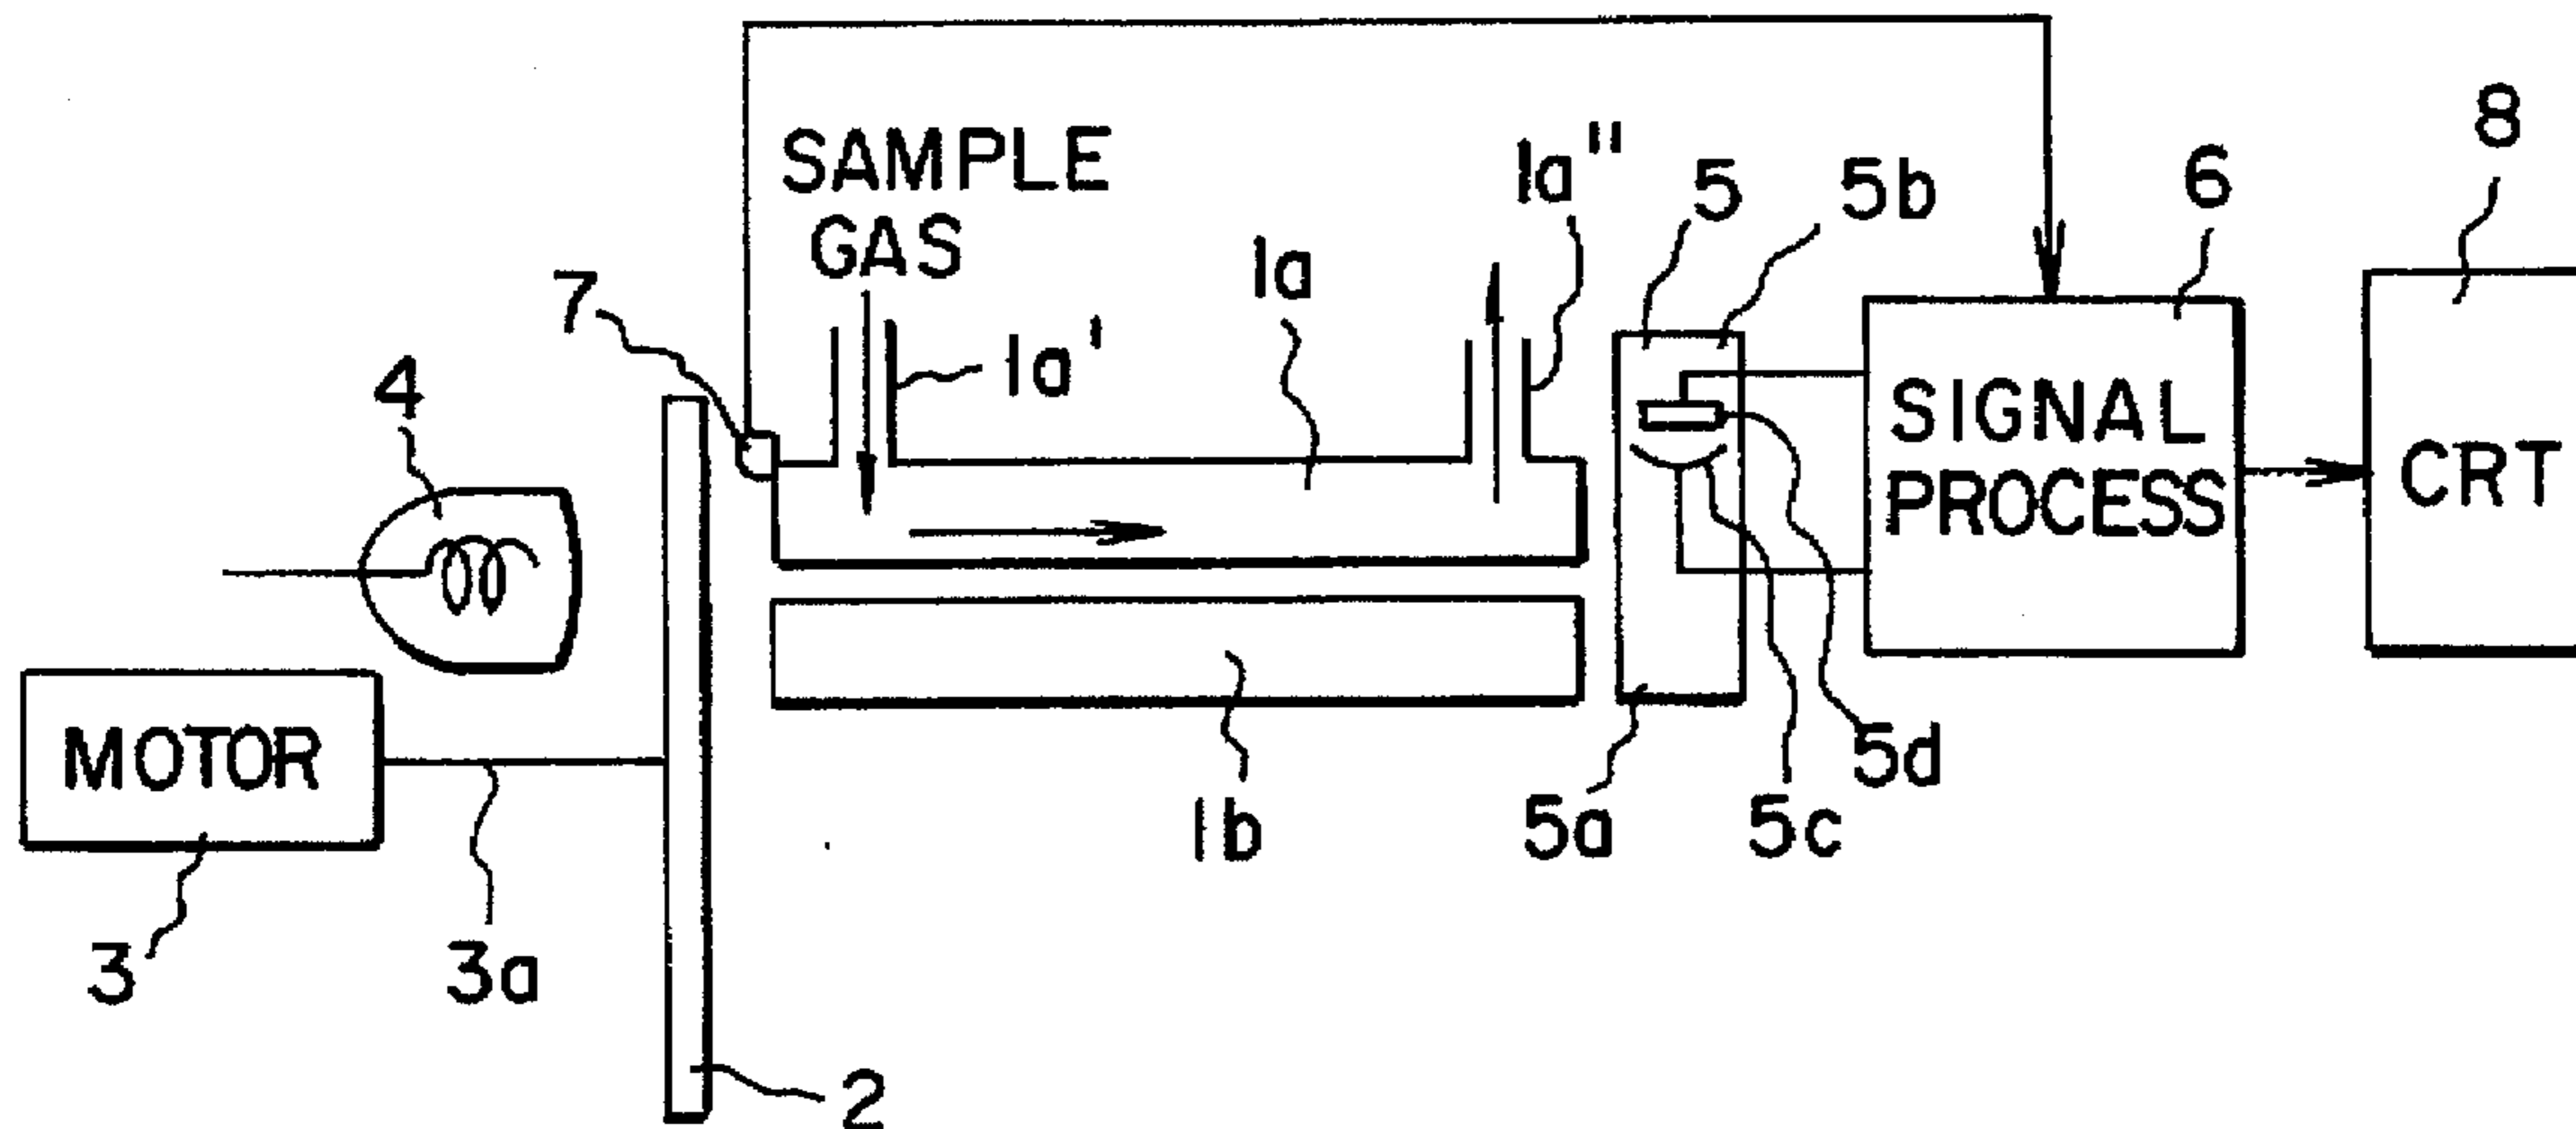 SAMPLE
GAS
7
4
1a'
1a
1a"
5
5b
6
8
SIGNAL
PROCESS
CRT
MOTOR
3
3a
2
1b
5a
5c
5d